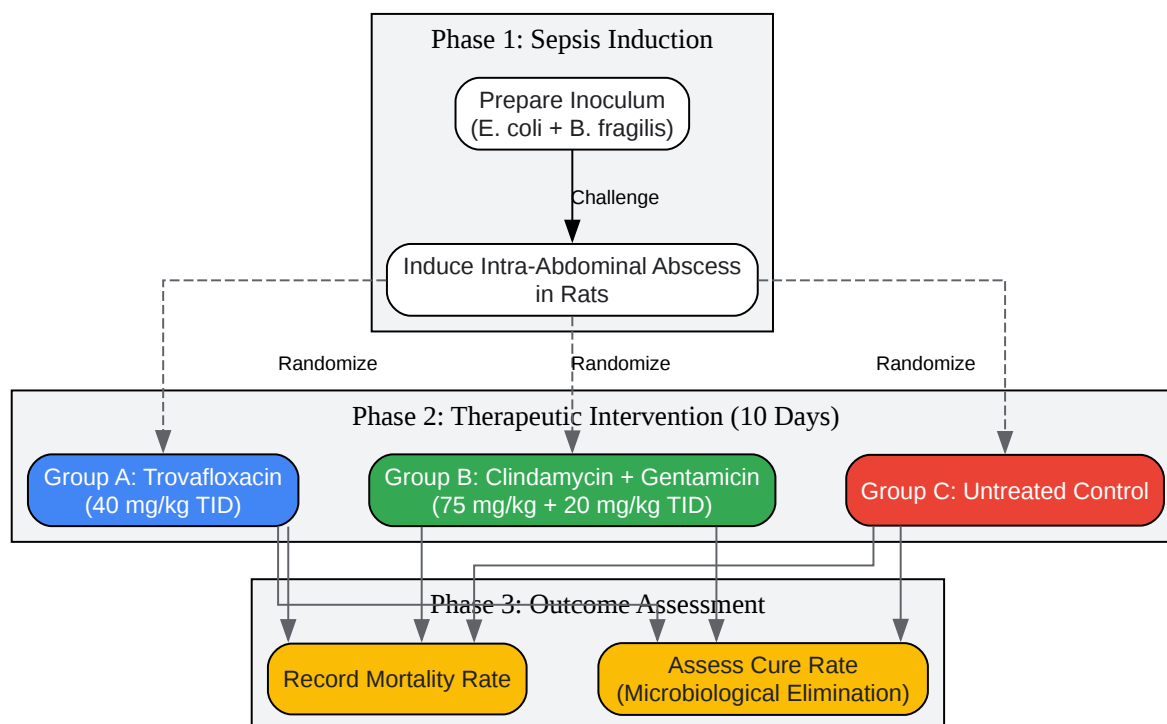 Phase 1: Sepsis Induction
Prepare Inoculum
(E. coli + B. fragilis)
Challenge
Induce Intra-Abdominal Abscess
in Rats
Randomize
Randomize
Randomize
Phase 2: Therapeutic Intervention (10 Days)
Group A: Trovafloxacin
(40 mg/kg TID)
Group B: Clindamycin + Gentamicin
(75 mg/kg + 20 mg/kg TID)
Group C: Untreated Control
Phase 3: Outcome Assessment
Record Mortality Rate
Assess Cure Rate
(Microbiological Elimination)